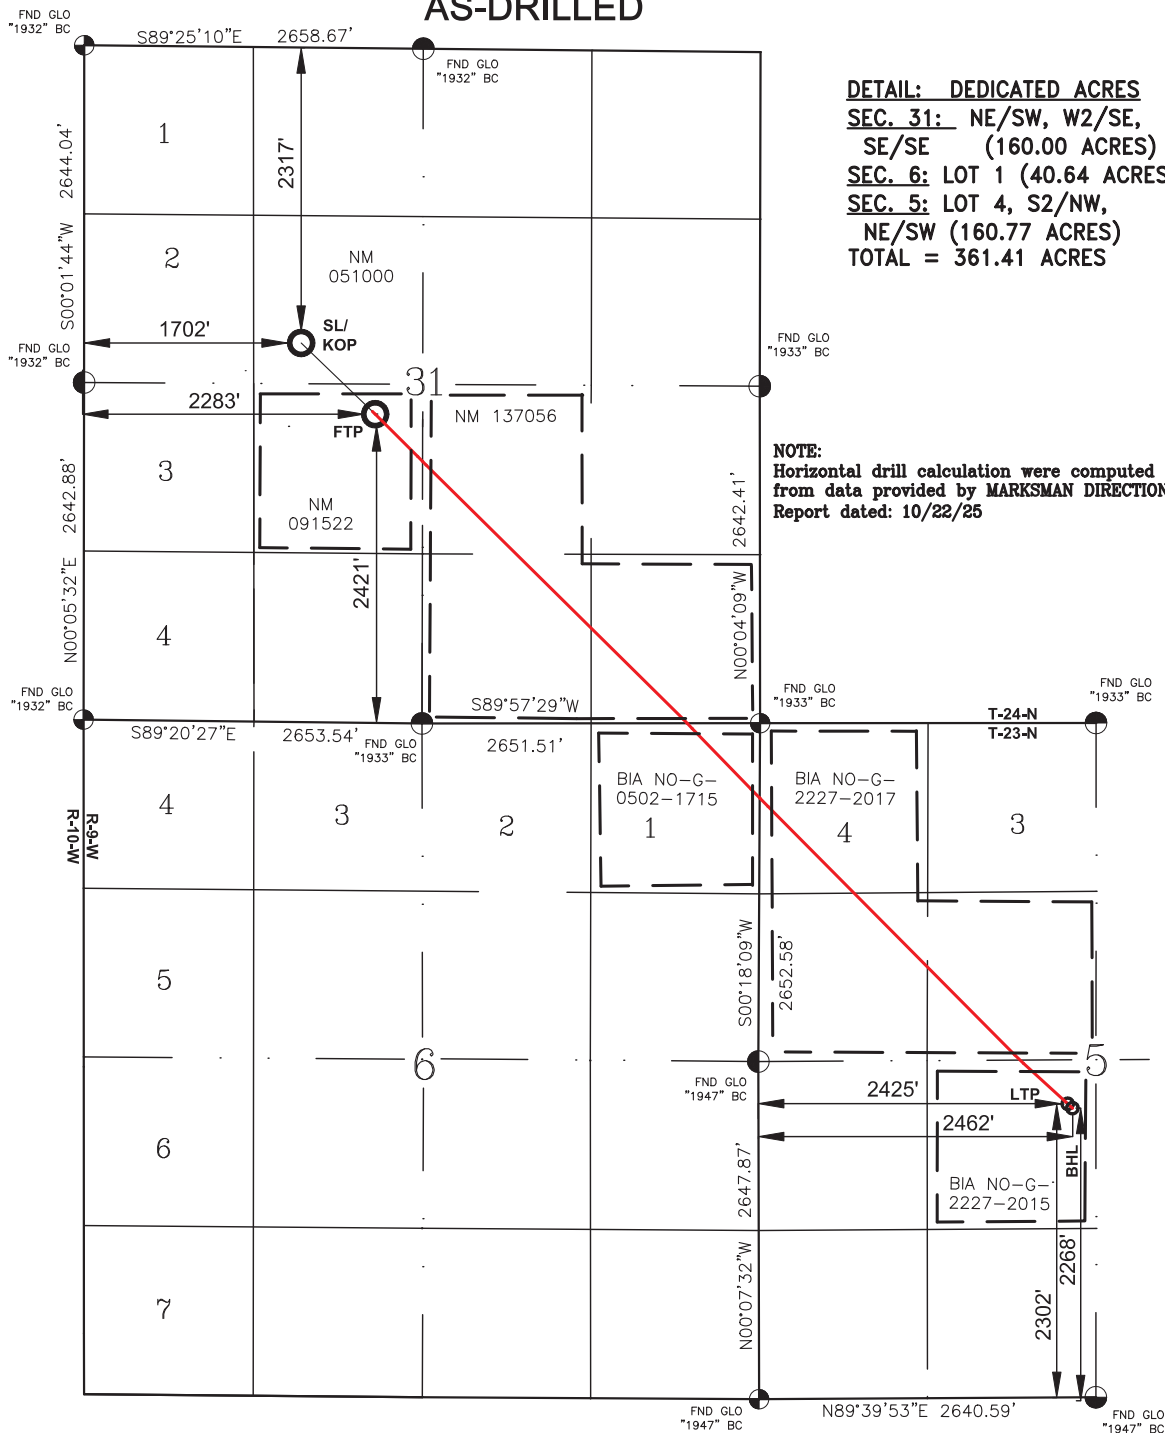 AS-DRILLED
FND GLO
"1932" BC
S89°25'10"E 2658.67'
FND GLO
"1932" BC
DETAIL: DEDICATED ACRES
SEC. 31: NE/SW, W2/SE,
SE/SE (160.00 ACRES)
SEC. 6: LOT 1 (40.64 ACRES
SEC. 5: LOT 4, S2/NW,
NE/SW (160.77 ACRES)
TOTAL = 361.41 ACRES
1
2317'
S00°01'44"W 2644.04'
2
NM
051000
1702'
SL/
KOP
FND GLO
"1932" BC
FND GLO
"1933" BC
31
2283'
FTP
NM 137056
NOTE:
Horizontal drill calculation were computed
from data provided by MARKSMAN DIRECTION
Report dated: 10/22/25
3
NM
091522
N00°05'32"E 2642.88'
2421'
N00°04'09"W 2642.41'
4
FND GLO
"1932" BC
S89°57'29"W
FND GLO
"1933" BC
FND GLO
"1933" BC
T-24-N
T-23-N
S89°20'27"E 2653.54'
FND GLO
"1933" BC
2651.51'
BIA NO-G-
0502-1715
BIA NO-G-
2227-2017
4
3
2
1
4
3
R-9-W
R-10-W
5
S00°18'09"W 2652.58'
6
5
FND GLO
"1947" BC
2425'
LTP
2462'
6
BHL
BIA NO-G-
2227-2015
N00°07'32"W 2647.87'
2268'
2302'
7
FND GLO
"1947" BC
N89°39'53"E 2640.59'
FND GLO
"1947" BC